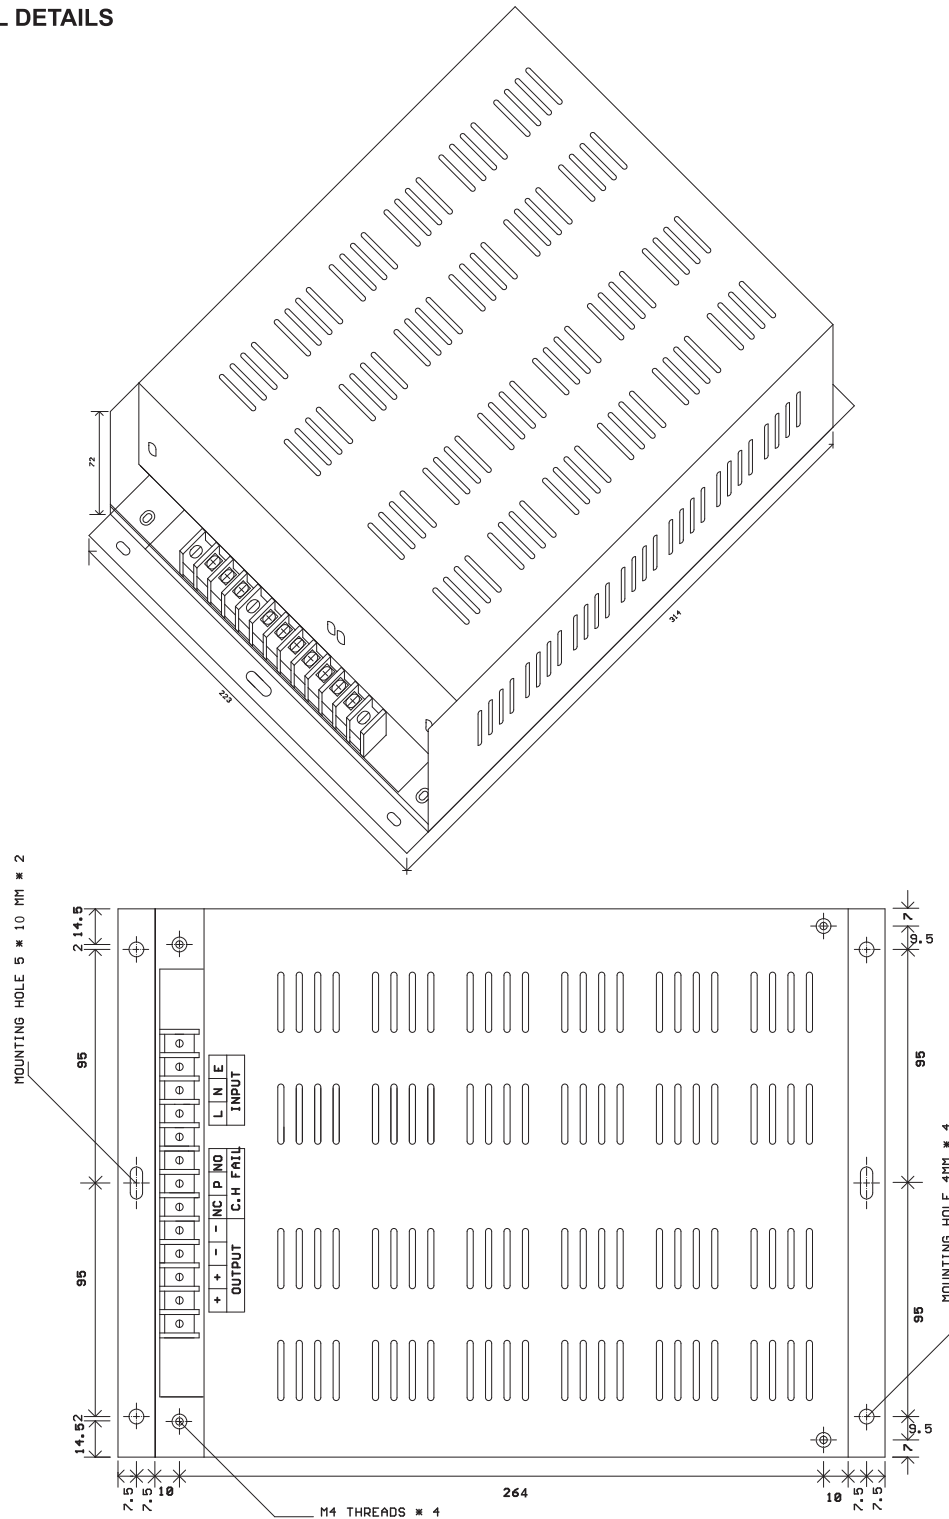 L DETAILS
72
223
314
MOUNTING HOLE 5 * 10 MM * 2
14.5
2
95
95
2
14.5
7
9.5
95
95
9.5
7
L N E
INPUT
NC P NO
C.H FAIL
+ + - -
OUTPUT
MOUNTING HOLE 4MM * 4
7.5
7.5
10
264
10
7.5
7.5
M4 THREADS * 4